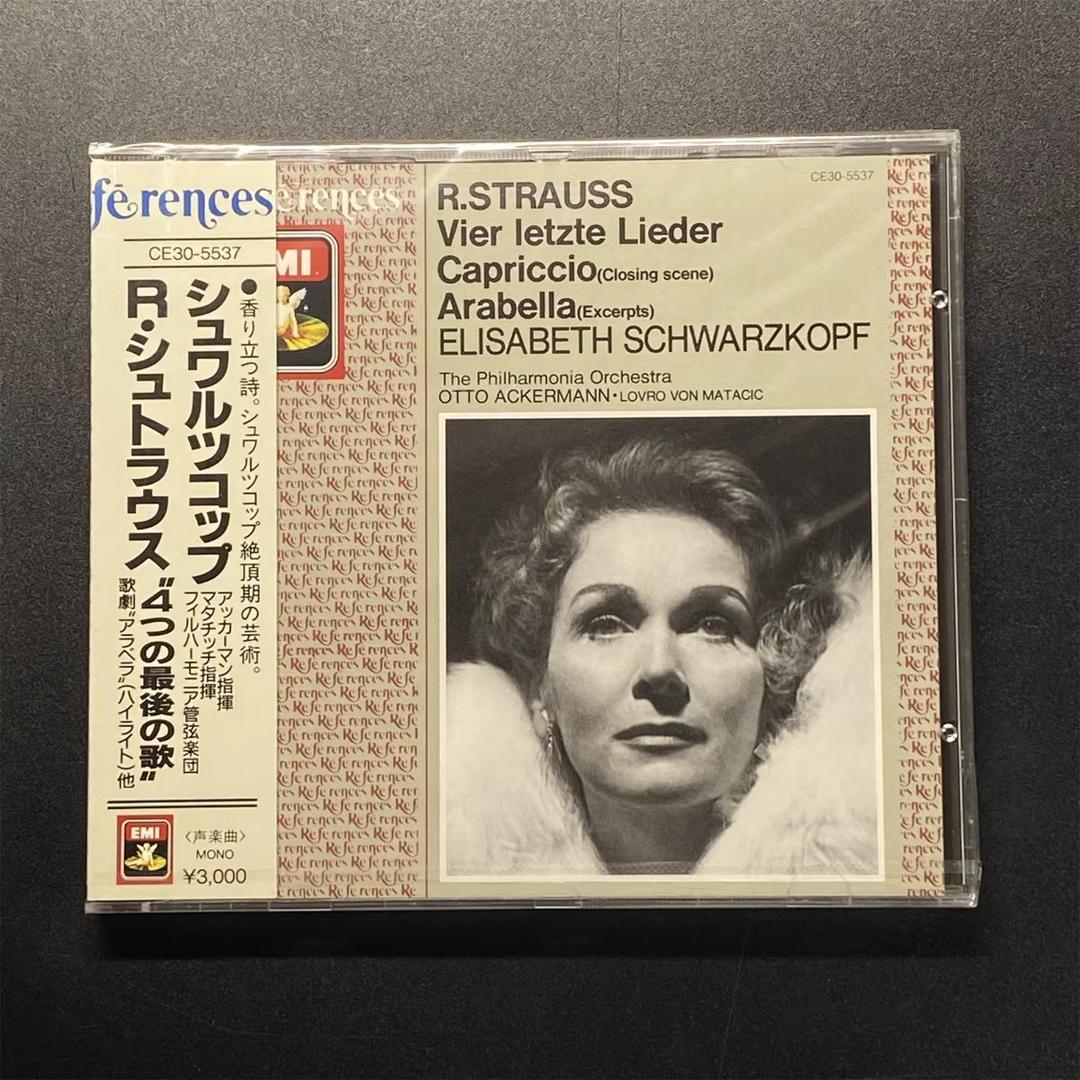 férences
CE30-5537
●香り立つ詩。シュワルツコップ絶頂期の芸術。
シュワルツコップ
R・シュトラウス“4つの最後の歌”
アッカーマン指揮
マタチッチ指揮
フィルハーモニア管弦楽団
歌劇“アラベラ”(ハイライト)他
EMI
〈声楽曲〉
MONO
¥3,000
erences
MI
CE30-5537
R.STRAUSS
Vier letzte Lieder
Capriccio(Closing scene)
Arabella(Excerpts)
ELISABETH SCHWARZKOPF
The Philharmonia Orchestra
OTTO ACKERMANN・LOVRO VON MATACIC